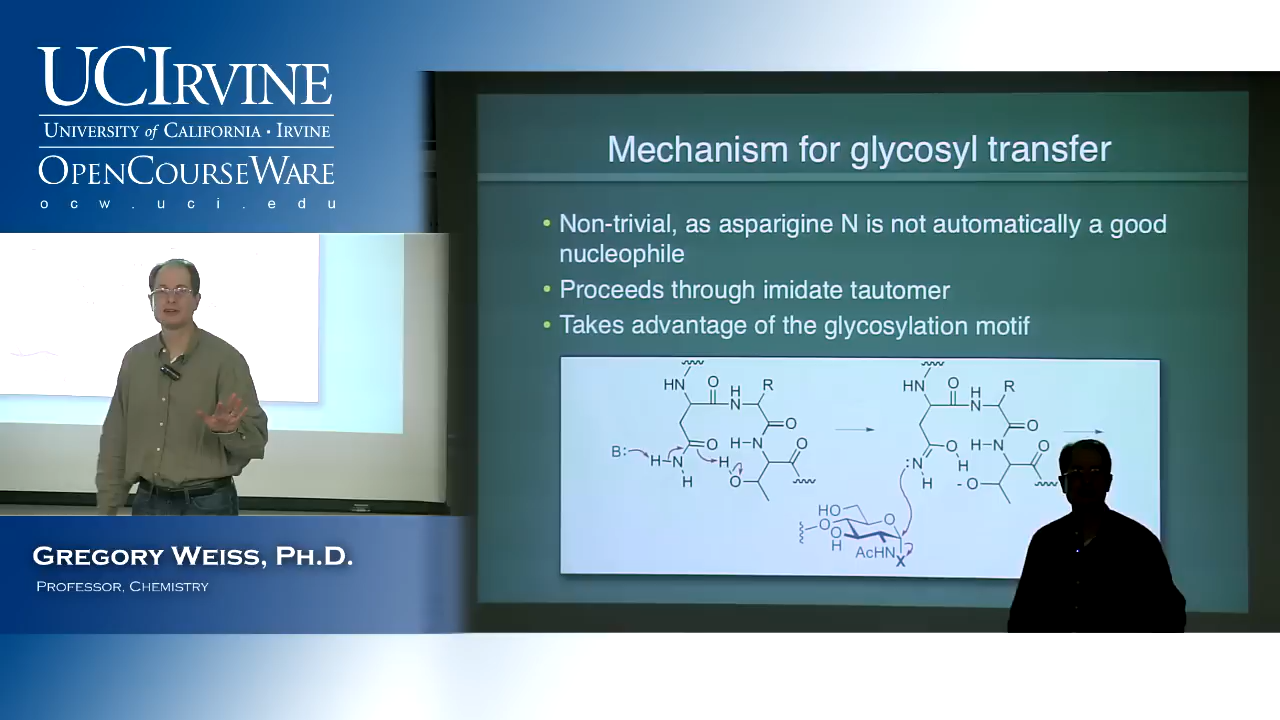 UCIRVINE
UNIVERSITY of CALIFORNIA · IRVINE
OPENCOURSEWARE
ocw.uci.edu
GREGORY WEISS, PH.D.
PROFESSOR, CHEMISTRY
Mechanism for glycosyl transfer
• Non-trivial, as asparigine N is not automatically a good
nucleophile
• Proceeds through imidate tautomer
• Takes advantage of the glycosylation motif
HN O H N R
O
B: H-N H O H-N O
H O
H
HN O H N R
O
:N OH H-N O
H -O
HO O
O O
H AcHN X